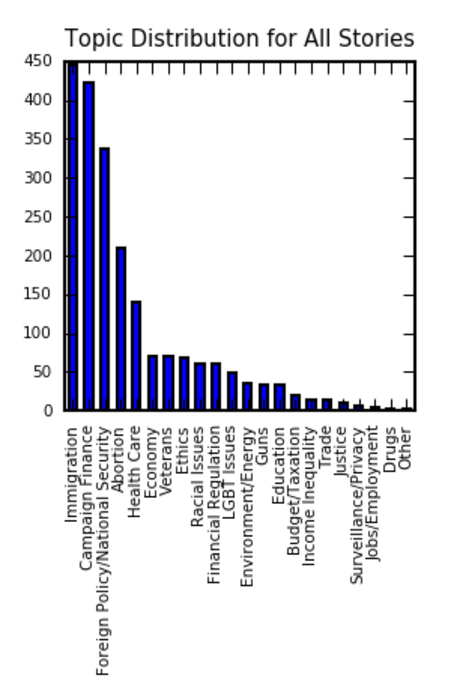 Topic Distribution for All Stories
450
400
350
300
250
200
150
100
50
0
Immigration
Campaign Finance
Foreign Policy/National Security
Abortion
Health Care
Economy
Veterans
Ethics
Racial Issues
Financial Regulation
LGBT Issues
Environment/Energy
Guns
Education
Budget/Taxation
Income Inequality
Trade
Justice
Surveillance/Privacy
Jobs/Employment
Drugs
Other